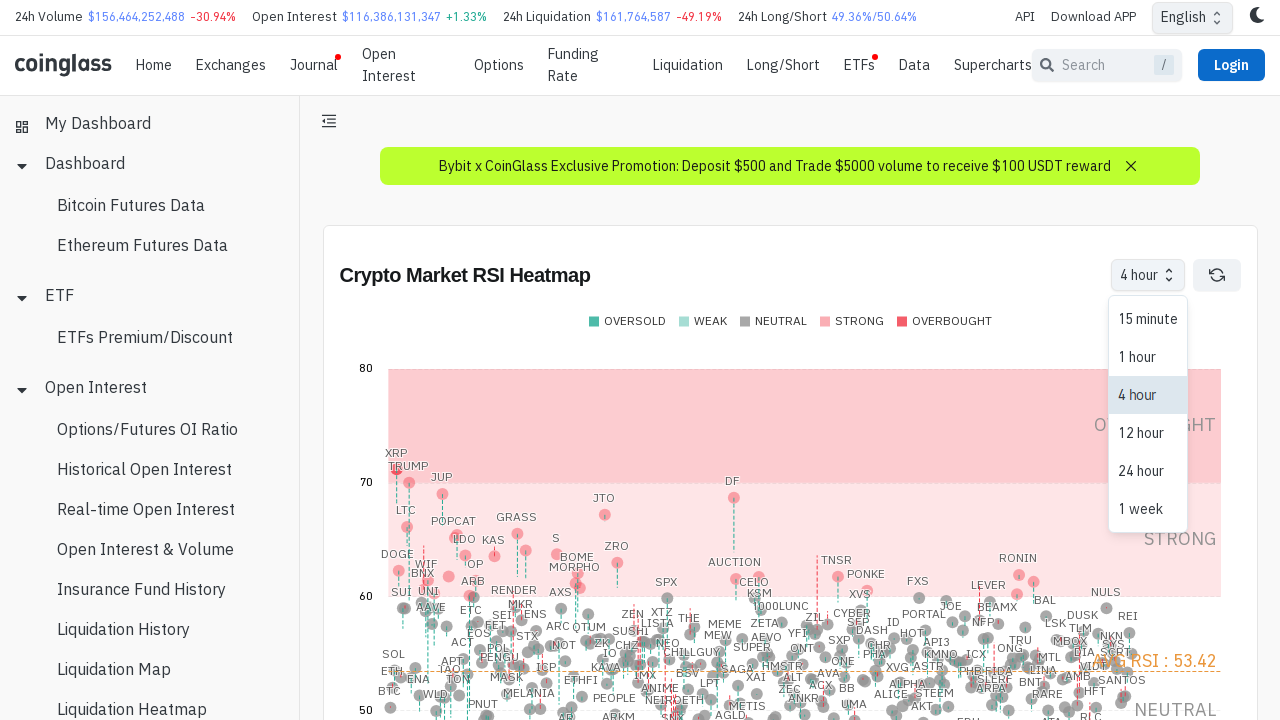 24h Volume $156,464,252,488 -30.94% Open Interest $116,386,131,347 +1.33% 24h Liquidation $161,764,587 -49.19% 24h Long/Short 49.36%/50.64% API Download APP English
coinglass Home Exchanges Journal Open Interest Options Funding Rate Liquidation Long/Short ETFs Data Supercharts Search / Login
My Dashboard
Dashboard
Bitcoin Futures Data
Ethereum Futures Data
ETF
ETFs Premium/Discount
Open Interest
Options/Futures OI Ratio
Historical Open Interest
Real-time Open Interest
Open Interest & Volume
Insurance Fund History
Liquidation History
Liquidation Map
Liquidation Heatmap
Bybit x CoinGlass Exclusive Promotion: Deposit $500 and Trade $5000 volume to receive $100 USDT reward
Crypto Market RSI Heatmap
4 hour
15 minute
1 hour
4 hour
12 hour
24 hour
1 week
OVERSOLD WEAK NEUTRAL STRONG OVERBOUGHT
80
70
60
50
STRONG
AVG RSI : 53.42
NEUTRAL
XRP
TRUMP
JUP
DF
JTO
LTC
POPCAT
GRASS
LDO
KAS
S
ZRO
DOGE
BOME
MORPHO
WIF
BNX
OP
ARB
AUCTION
CELO
KSM
TNSR
PONKE
RONIN
SUI
UNI
AAVE
ETC
RENDER
MKR
AXS
SPX
1000LUNC
XVS
FXS
LEVER
NULS
SEI
FET
ENS
ZEN
XTZ
LISTA
THE
ZETA
ZIL
CYBER
SFP
PORTAL
JOE
BEAMX
BAL
DUSK
REI
EOS
STX
ARC
QTUM
SUSHI
MEME
MEW
AEVO
YFI
DASH
ID
HOT
NFP
LSK
TLM
NKN
SOL
ACT
POL
PENGU
NOT
ZK
CHZ
NEO
CHILLGUY
SUPER
ONT
SXP
CHR
PHA
API3
KMNO
ICX
ONG
TRU
MBOX
SYS
SCRT
ETH
APT
TAO
TON
ENA
MASK
ICP
IO
KAVA
IMX
BSV
SAGA
XAI
HMSTR
ALT
ONE
AVA
XVG
ASTR
PHB
FIDA
MTL
DIA
VIDT
BTC
WLD
MELANIA
ETHFI
ANIME
LPT
ZEC
ACX
BB
ALPHA
ALICE
STEEM
SLERF
ARPA
LINA
BNT
AMB
SANTOS
PNUT
PEOPLE
NEIROETH
METIS
ANKR
UMA
AKT
RARE
HFT
AR
ARKM
SNX
AGLD
RLC